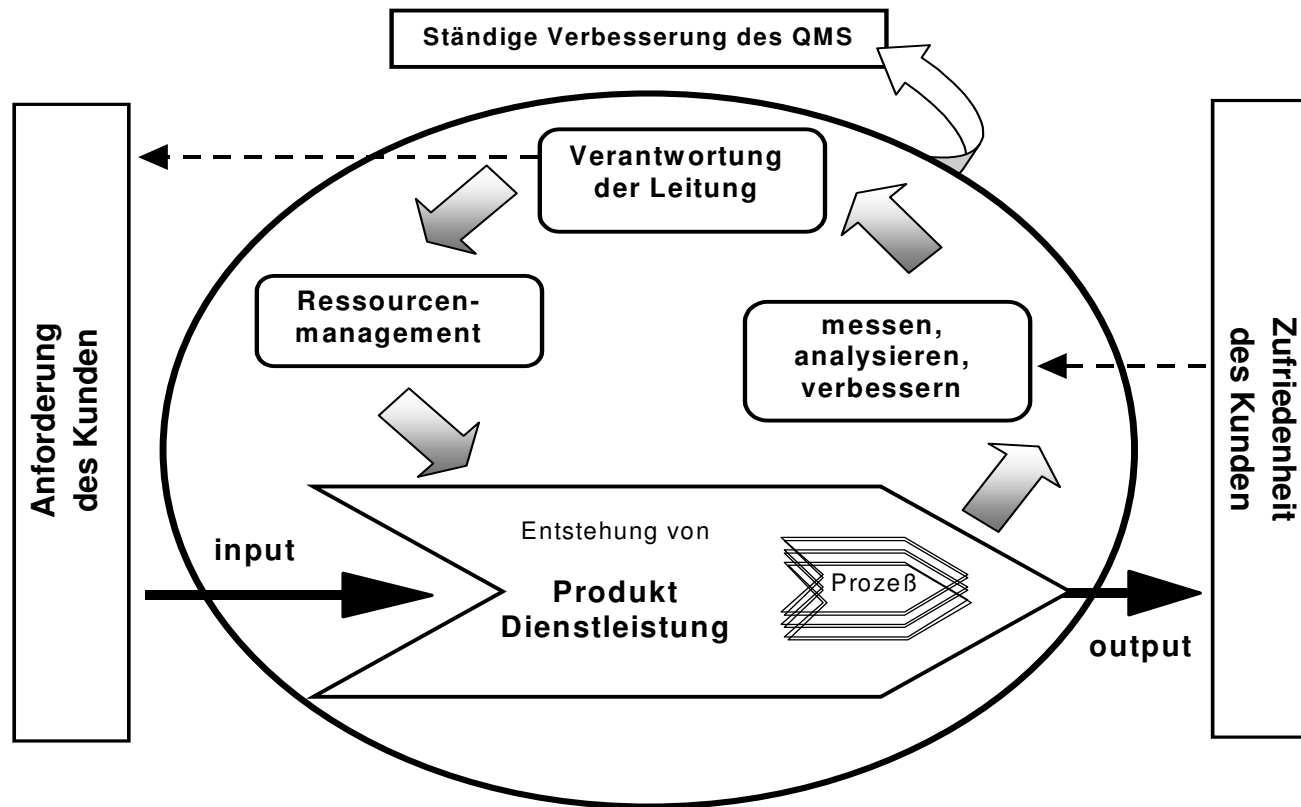 Ständige Verbesserung des QMS
Anforderung
des Kunden
Verantwortung
der Leitung
Ressourcen-
management
messen,
analysieren,
verbessern
Zufriedenheit
des Kunden
input
Entstehung von
Produkt
Dienstleistung
Prozeß
output